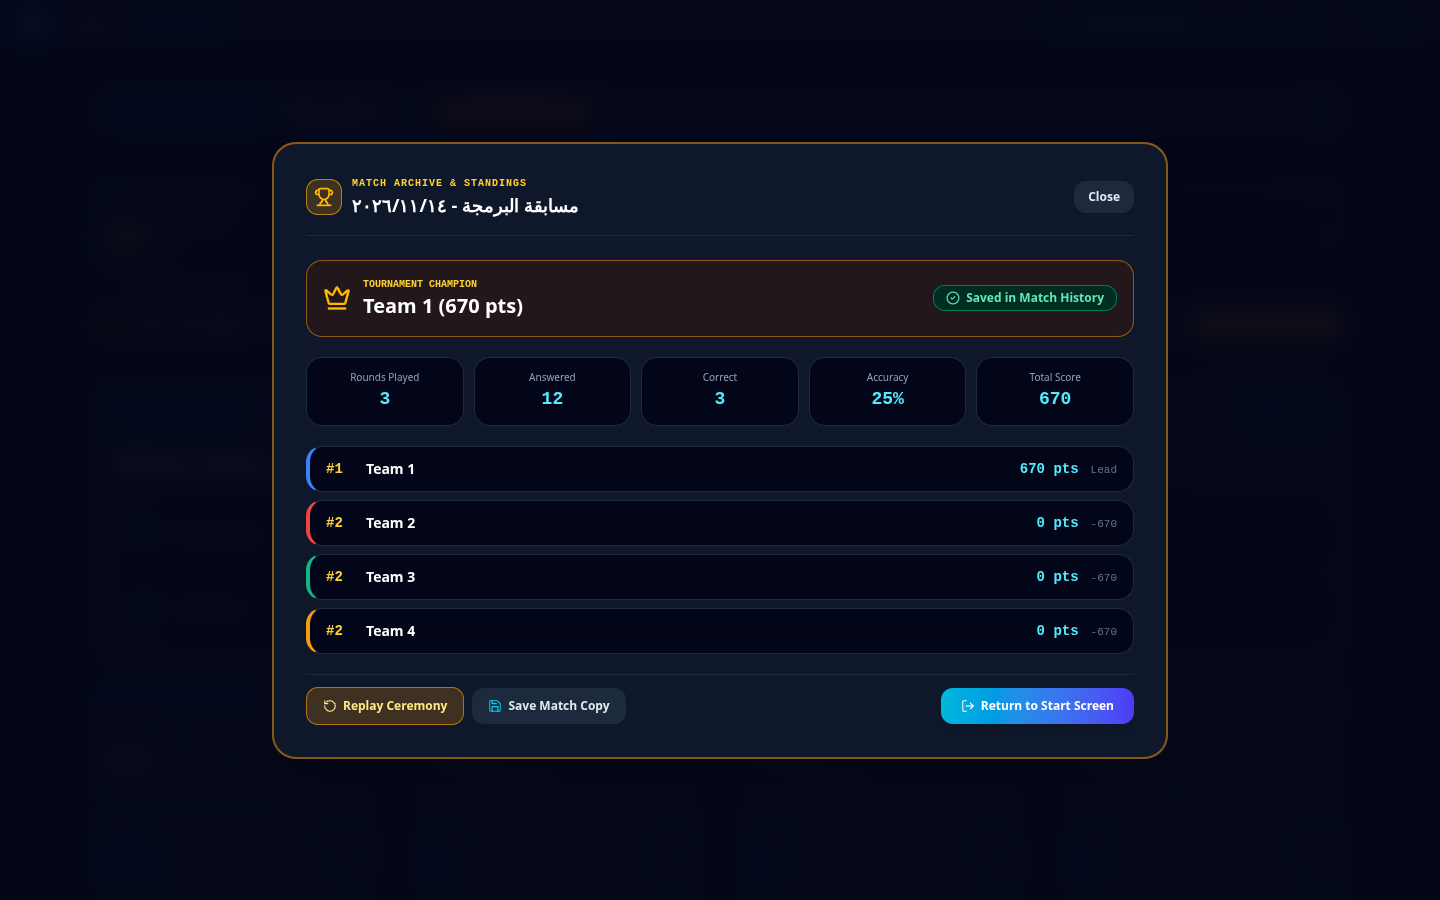 MATCH ARCHIVE & STANDINGS
مسابقة البرمجة - ٢٠٢٦/١١/١٤
Close
TOURNAMENT CHAMPION
Team 1 (670 pts)
Saved in Match History
Rounds Played
3
Answered
12
Correct
3
Accuracy
25%
Total Score
670
#1 Team 1 670 pts Lead
#2 Team 2 0 pts -670
#2 Team 3 0 pts -670
#2 Team 4 0 pts -670
Replay Ceremony
Save Match Copy
Return to Start Screen